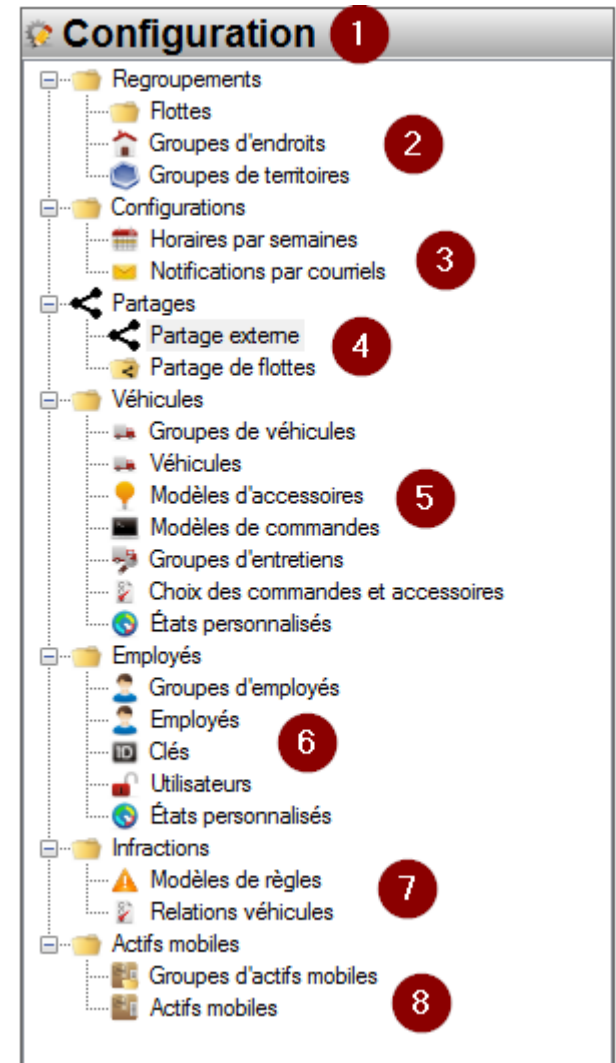 Configuration 1
Regroupements
Flottes
Groupes d'endroits 2
Groupes de territoires
Configurations
Horaires par semaines
Notifications par courriels 3
Partages
Partage externe 4
Partage de flottes
Véhicules
Groupes de véhicules
Véhicules
Modèles d'accessoires 5
Modèles de commandes
Groupes d'entretiens
Choix des commandes et accessoires
États personnalisés
Employés
Groupes d'employés
Employés 6
ID Clés
Utilisateurs
États personnalisés
Infractions
Modèles de règles 7
Relations véhicules
Actifs mobiles
Groupes d'actifs mobiles
Actifs mobiles 8